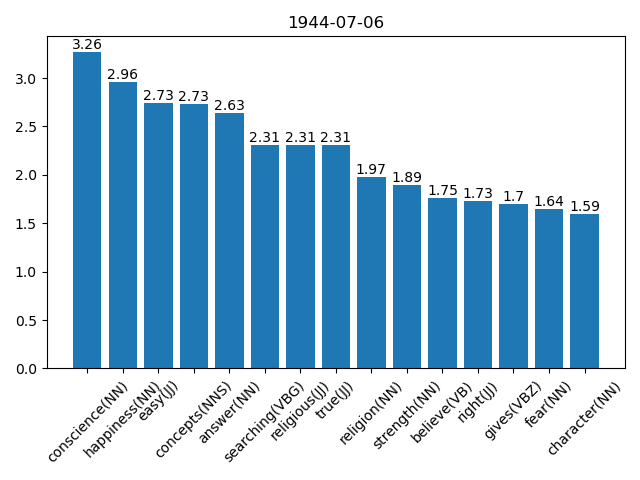 1944-07-06
3.26
2.96
2.73
2.73
2.63
2.31
2.31
2.31
1.97
1.89
1.75
1.73
1.7
1.64
1.59
3.0
2.5
2.0
1.5
1.0
0.5
0.0
conscience(NN)
happiness(NN)
easy(JJ)
concepts(NNS)
answer(NN)
searching(VBG)
religious(JJ)
true(JJ)
religion(NN)
strength(NN)
believe(VB)
right(JJ)
gives(VBZ)
fear(NN)
character(NN)